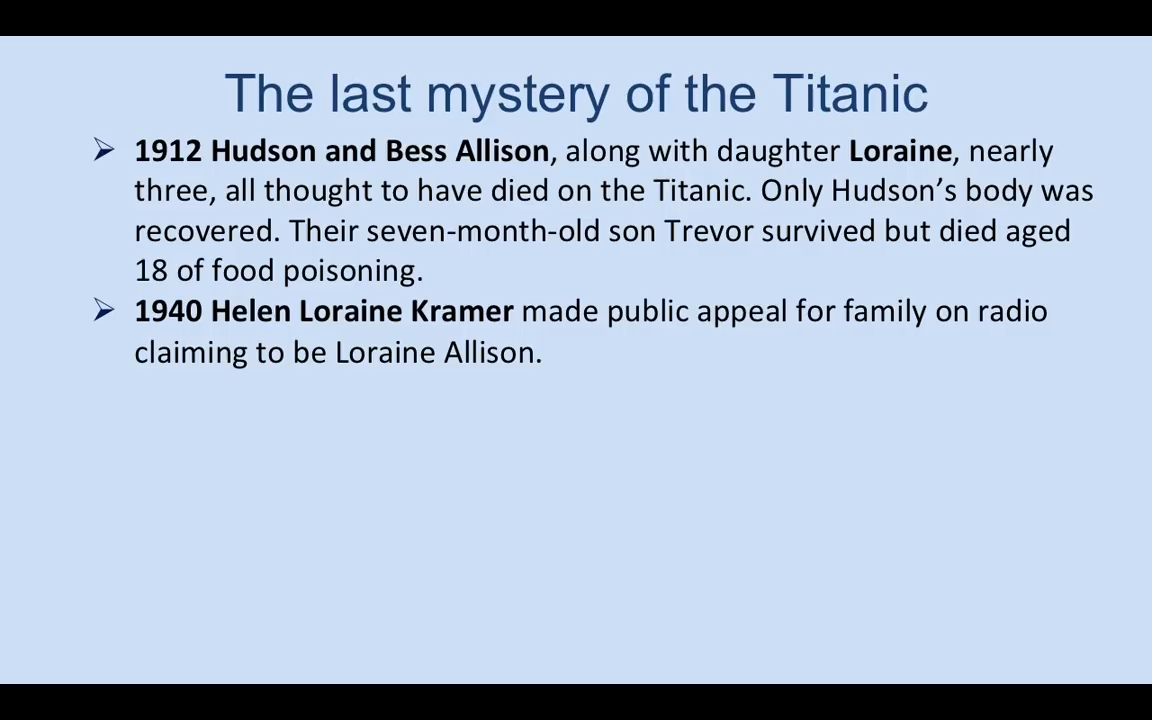 The last mystery of the Titanic
➢ 1912 Hudson and Bess Allison, along with daughter Loraine, nearly
three, all thought to have died on the Titanic. Only Hudson’s body was
recovered. Their seven-month-old son Trevor survived but died aged
18 of food poisoning.
➢ 1940 Helen Loraine Kramer made public appeal for family on radio
claiming to be Loraine Allison.